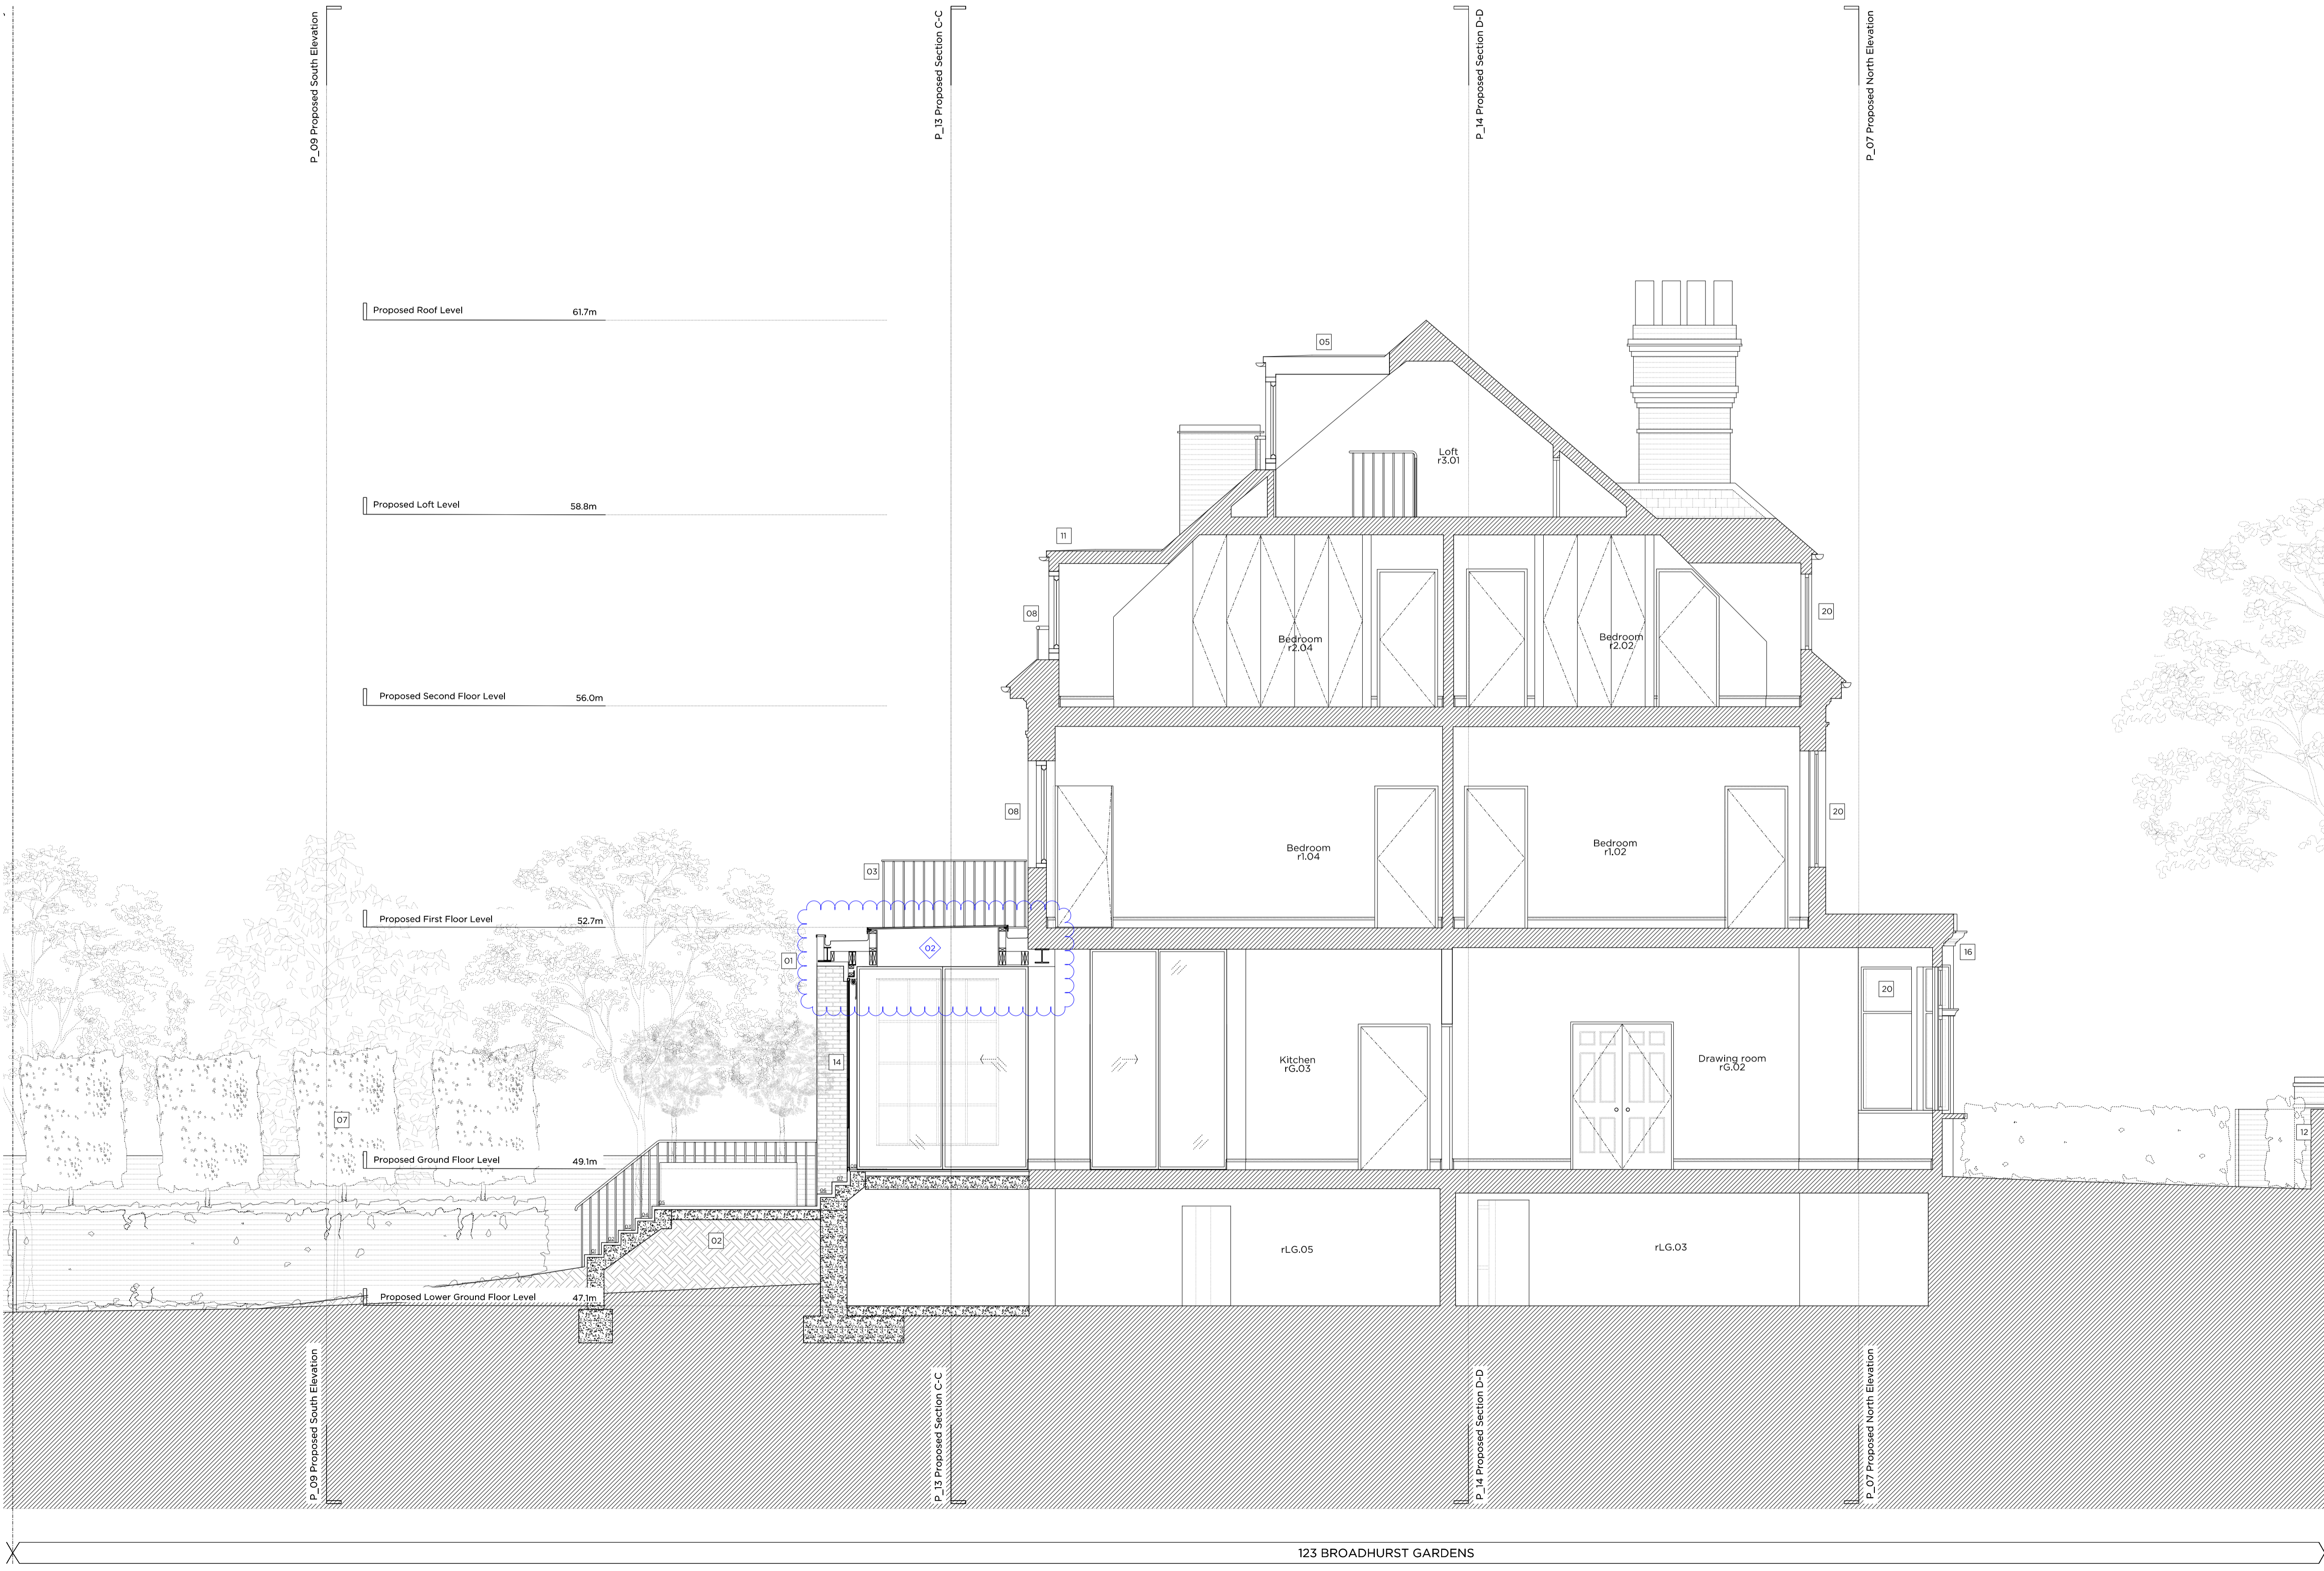 P_09 Proposed South Elevation
P_13 Proposed Section C-C
P_14 Proposed Section D-D
P_07 Proposed North Elevation
Proposed Roof Level 61.7m
05
Loft
r3.01
Proposed Loft Level 58.8m
11
08
20
Bedroom
r2.04
Bedroom
r2.02
Proposed Second Floor Level 56.0m
08
20
Bedroom
r1.04
Bedroom
r1.02
03
Proposed First Floor Level 52.7m
02
01
16
20
14
Kitchen
rG.03
Drawing room
rG.02
07
12
Proposed Ground Floor Level 49.1m
02
rLG.05
rLG.03
Proposed Lower Ground Floor Level 47.1m
P_09 Proposed South Elevation
P_13 Proposed Section C-C
P_14 Proposed Section D-D
P_07 Proposed North Elevation
123 BROADHURST GARDENS